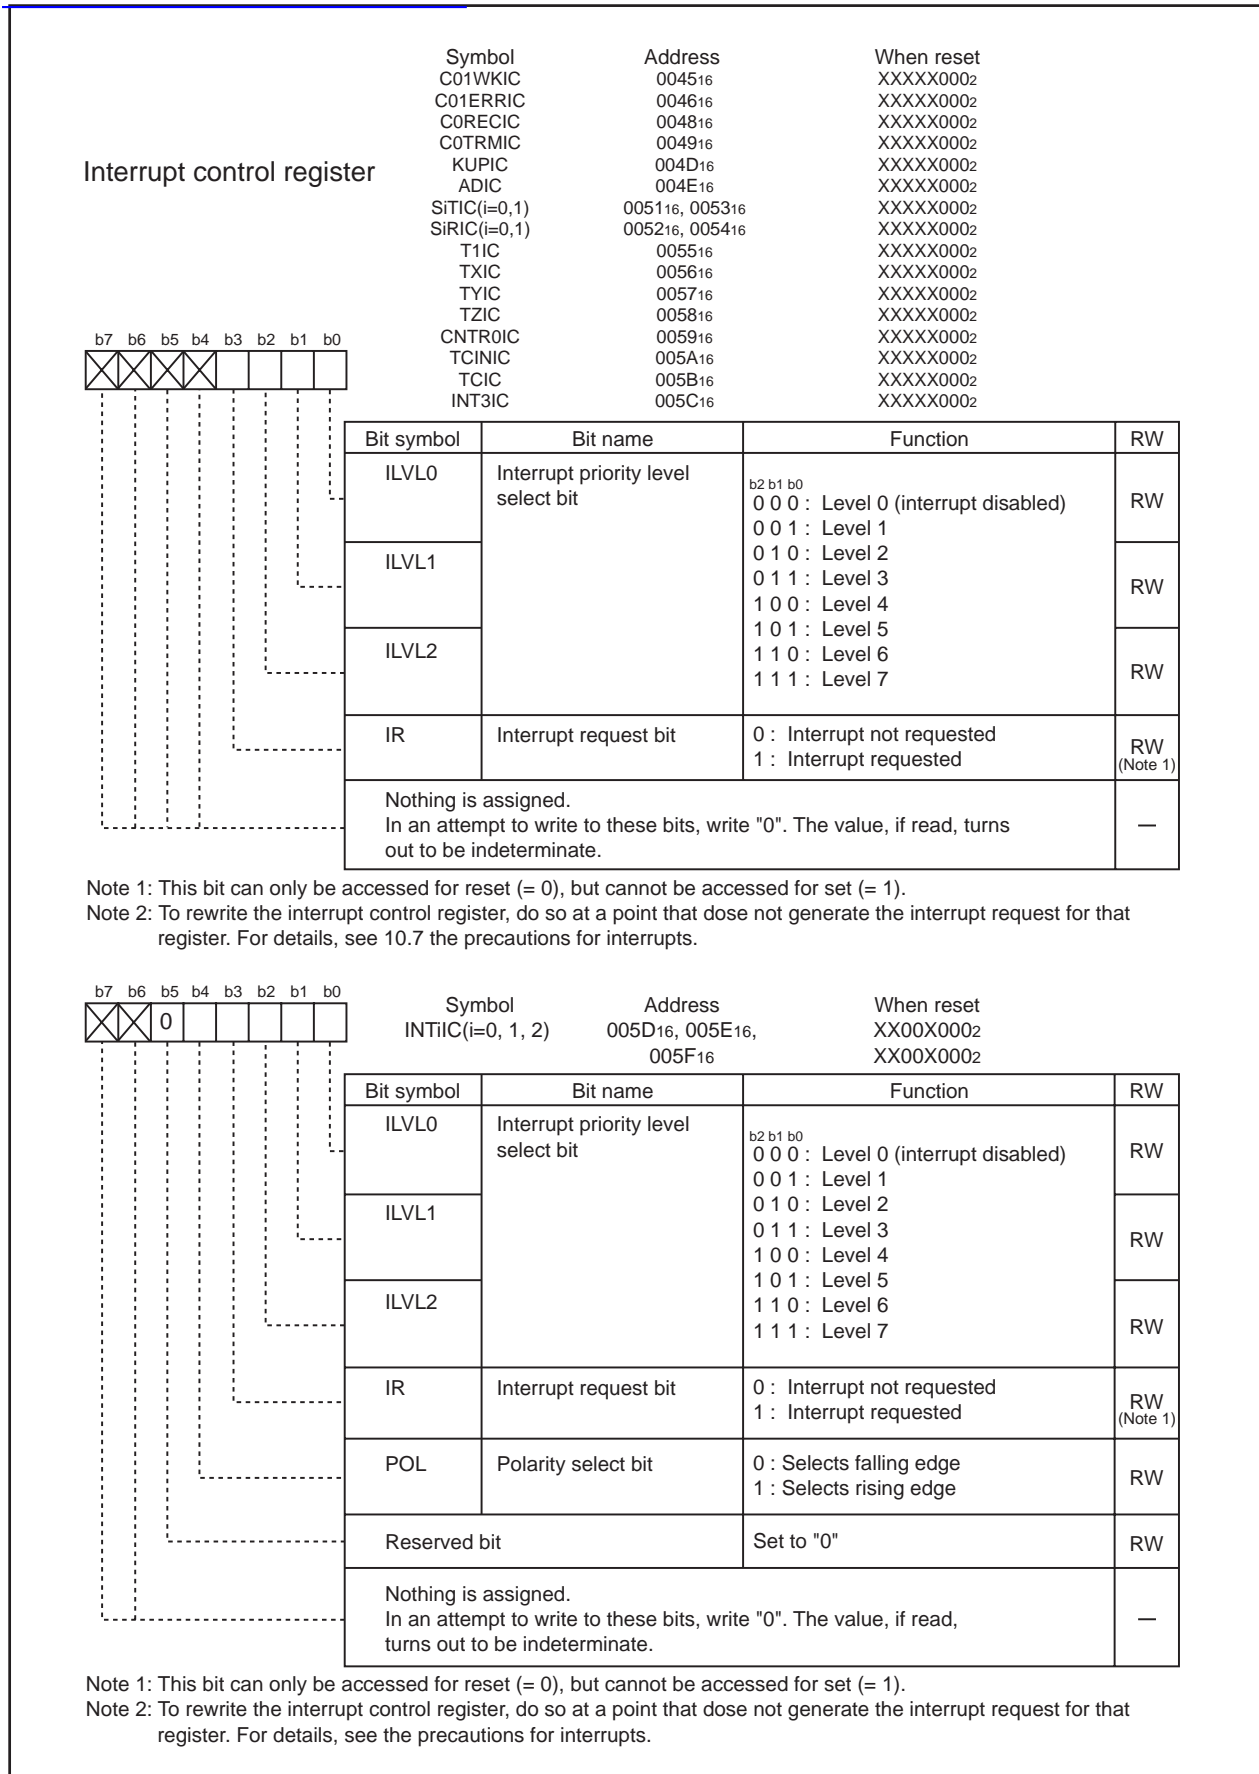 Symbol Address When reset
C01WKIC 004516 XXXXX0002
C01ERRIC 004616 XXXXX0002
C0RECIC 004816 XXXXX0002
C0TRMIC 004916 XXXXX0002
Interrupt control register
KUPIC 004D16 XXXXX0002
ADIC 004E16 XXXXX0002
SiTIC(i=0,1) 005116, 005316 XXXXX0002
SiRIC(i=0,1) 005216, 005416 XXXXX0002
T1IC 005516 XXXXX0002
TXIC 005616 XXXXX0002
TYIC 005716 XXXXX0002
TZIC 005816 XXXXX0002
CNTR0IC 005916 XXXXX0002
TCINIC 005A16 XXXXX0002
TCIC 005B16 XXXXX0002
INT3IC 005C16 XXXXX0002
b7 b6 b5 b4 b3 b2 b1 b0
Bit symbol Bit name Function RW
ILVL0 Interrupt priority level
select bit
b2 b1 b0
0 0 0 : Level 0 (interrupt disabled) RW
0 0 1 : Level 1
ILVL1 0 1 0 : Level 2
0 1 1 : Level 3 RW
1 0 0 : Level 4
1 0 1 : Level 5
ILVL2 1 1 0 : Level 6
1 1 1 : Level 7 RW
IR Interrupt request bit 0 : Interrupt not requested
1 : Interrupt requested RW
(Note 1)
Nothing is assigned.
In an attempt to write to these bits, write "0". The value, if read, turns —
out to be indeterminate.
Note 1: This bit can only be accessed for reset (= 0), but cannot be accessed for set (= 1).
Note 2: To rewrite the interrupt control register, do so at a point that dose not generate the interrupt request for that
register. For details, see 10.7 the precautions for interrupts.
b7 b6 b5 b4 b3 b2 b1 b0
0
Symbol Address When reset
INTiIC(i=0, 1, 2) 005D16, 005E16, XX00X0002
005F16 XX00X0002
Bit symbol Bit name Function RW
ILVL0 Interrupt priority level
select bit
b2 b1 b0
0 0 0 : Level 0 (interrupt disabled) RW
0 0 1 : Level 1
ILVL1 0 1 0 : Level 2
0 1 1 : Level 3 RW
1 0 0 : Level 4
1 0 1 : Level 5
ILVL2 1 1 0 : Level 6
1 1 1 : Level 7 RW
IR Interrupt request bit 0 : Interrupt not requested
1 : Interrupt requested RW
(Note 1)
POL Polarity select bit 0 : Selects falling edge
1 : Selects rising edge RW
Reserved bit Set to "0" RW
Nothing is assigned.
In an attempt to write to these bits, write "0". The value, if read, —
turns out to be indeterminate.
Note 1: This bit can only be accessed for reset (= 0), but cannot be accessed for set (= 1).
Note 2: To rewrite the interrupt control register, do so at a point that dose not generate the interrupt request for that
register. For details, see the precautions for interrupts.